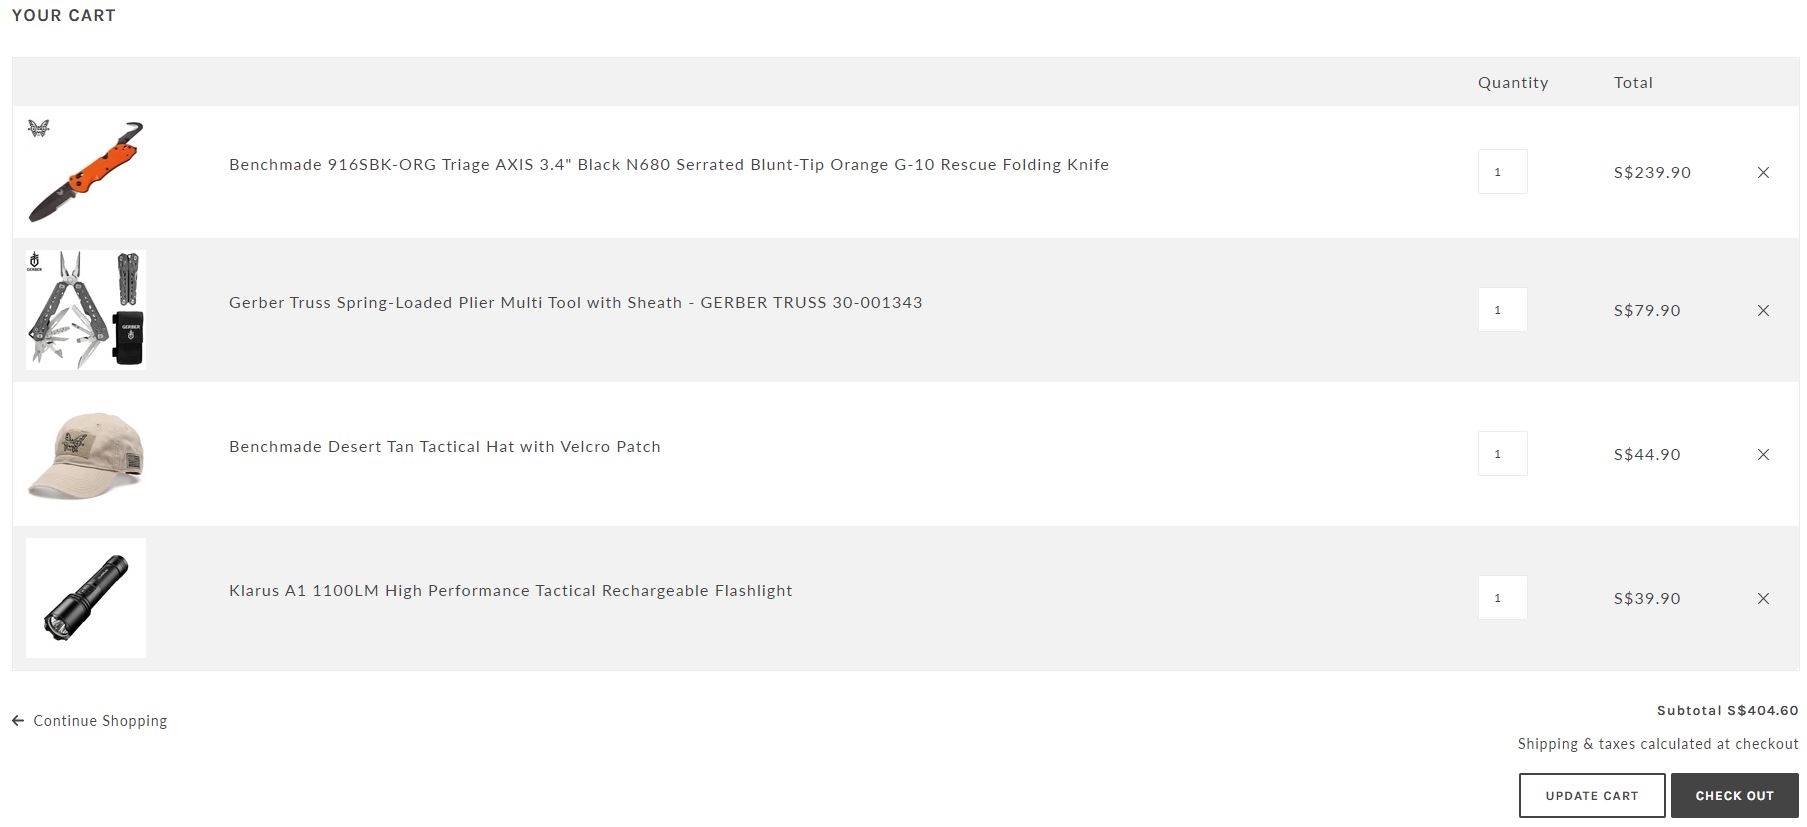 YOUR CART
Quantity Total
Benchmade 916SBK-ORG Triage AXIS 3.4" Black N680 Serrated Blunt-Tip Orange G-10 Rescue Folding Knife 1 S$239.90
GERBER
GERBER
Gerber Truss Spring-Loaded Plier Multi Tool with Sheath - GERBER TRUSS 30-001343 1 S$79.90
Benchmade Desert Tan Tactical Hat with Velcro Patch 1 S$44.90
Klarus A1 1100LM High Performance Tactical Rechargeable Flashlight 1 S$39.90
Continue Shopping
Subtotal S$404.60
Shipping & taxes calculated at checkout
UPDATE CART CHECK OUT